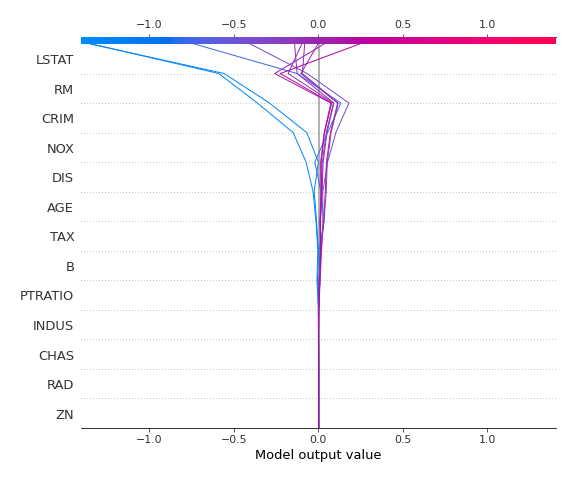 −1.0 −0.5 0.0 0.5 1.0
LSTAT
RM
CRIM
NOX
DIS
AGE
TAX
B
PTRATIO
INDUS
CHAS
RAD
ZN
−1.0 −0.5 0.0 0.5 1.0
Model output value